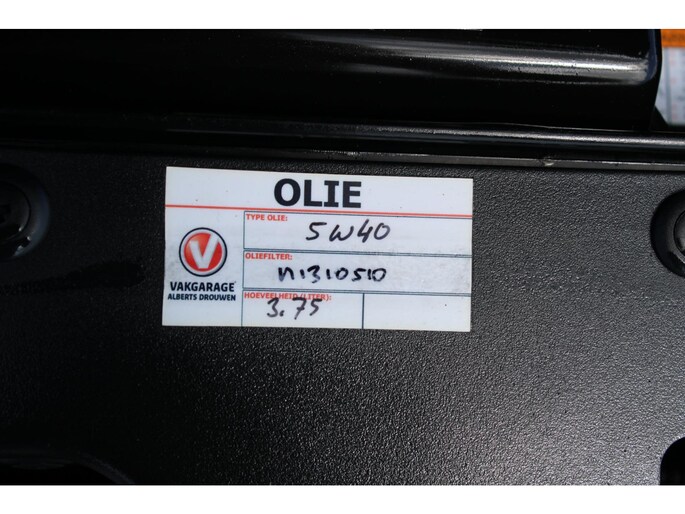 OLIE
TYPE OLIE:
5W40
OLIEFILTER:
N1310510
HOEVEELHEID (LITER):
3.75
V
VAKGARAGE
ALBERTS DROUWEN